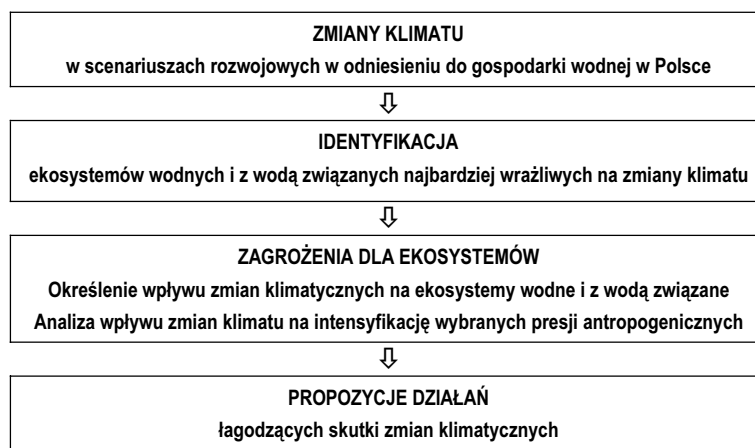 ZMIANY KLIMATU
w scenariuszach rozwojowych w odniesieniu do gospodarki wodnej w Polsce
IDENTYFIKACJA
ekosystemów wodnych i z wodą związanych najbardziej wrażliwych na zmiany klimatu
ZAGROŻENIA DLA EKOSYSTEMÓW
Określenie wpływu zmian klimatycznych na ekosystemy wodne i z wodą związane
Analiza wpływu zmian klimatu na intensyfikację wybranych presji antropogenicznych
PROPOZYCJE DZIAŁAŃ
łagodzących skutki zmian klimatycznych